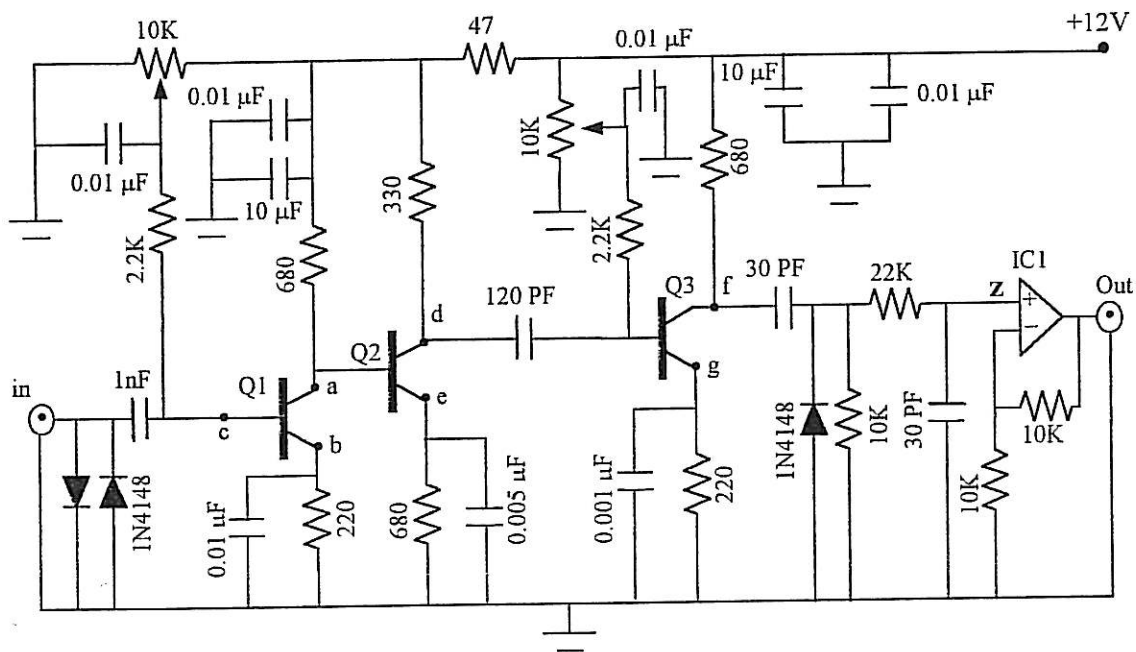 10K
47
+12V
0.01 µF
10 µF
0.01 µF
0.01 µF
0.01 µF
10 µF
10K
680
330
2.2K
2.2K
680
30 PF
f
22K
IC1
Z
Out
120 PF
Q3
d
+
−
Q2
g
in
1nF
Q1
a
e
c
b
1N4148
10K
30 PF
10K
1N4148
0.01 µF
220
680
0.005 µF
0.001 µF
220
10K